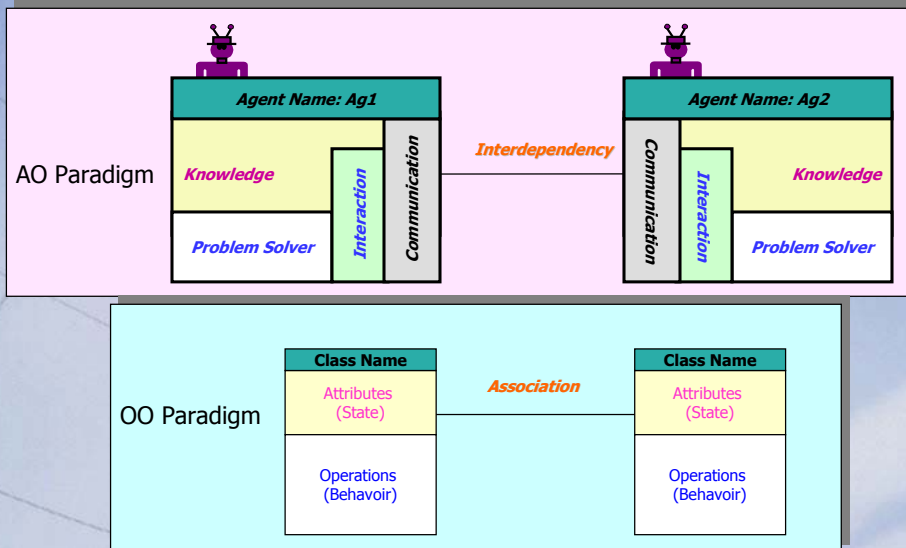 Agent Name: Ag1
Agent Name: Ag2
AO Paradigm
Knowledge
Problem Solver
Interaction
Communication
Interdependency
Communication
Interaction
Knowledge
Problem Solver
OO Paradigm
Class Name
Attributes
(State)
Operations
(Behavoir)
Association
Class Name
Attributes
(State)
Operations
(Behavoir)